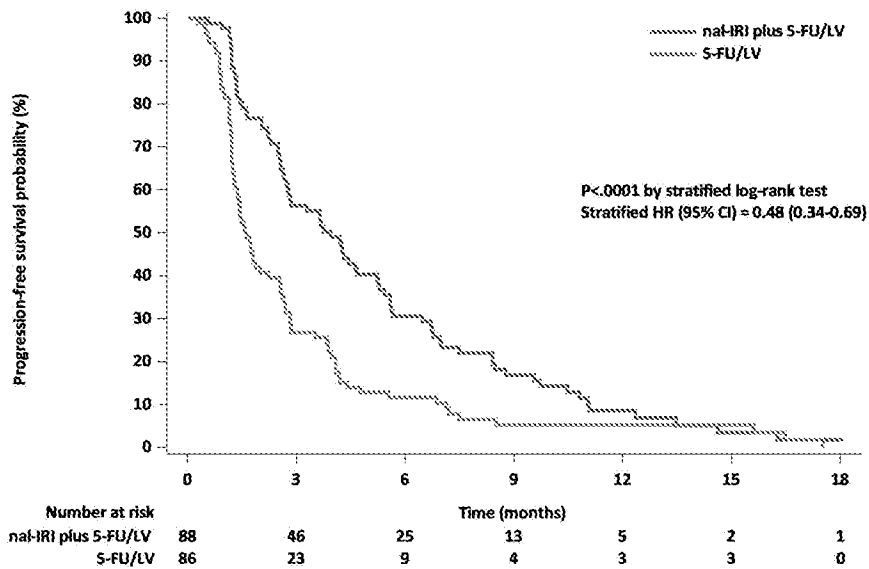 Progression-free survival probability (%)
100
90
80
70
60
50
40
30
20
10
0
nal-IRI plus 5-FU/LV
5-FU/LV
P<.0001 by stratified log-rank test
Stratified HR (95% CI) = 0.48 (0.34-0.69)
0 3 6 9 12 15 18
Number at risk Time (months)
nal-IRI plus 5-FU/LV 88 46 25 13 5 2 1
5-FU/LV 86 23 9 4 3 3 0